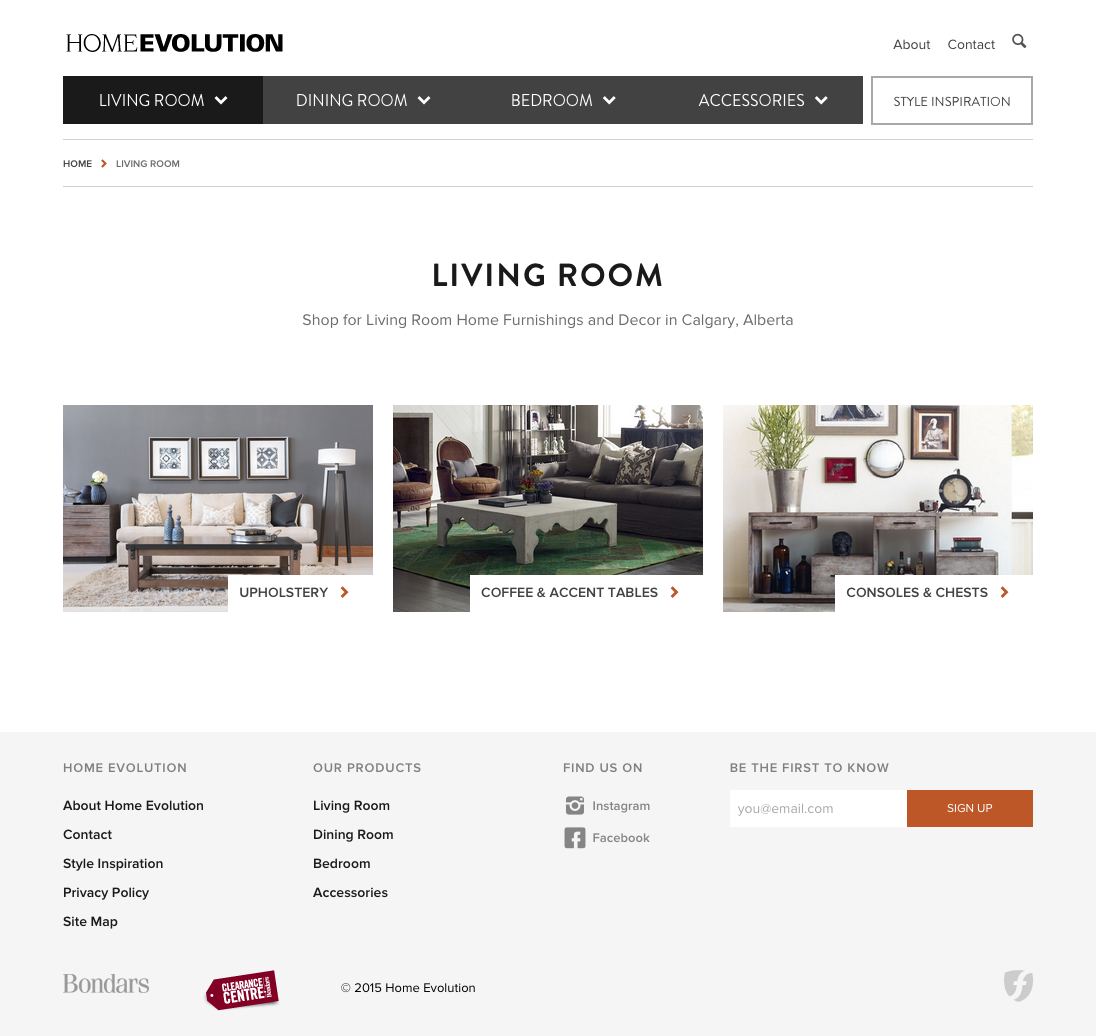 HOMEEVOLUTION
About Contact
LIVING ROOM DINING ROOM BEDROOM ACCESSORIES STYLE INSPIRATION
HOME LIVING ROOM
LIVING ROOM
Shop for Living Room Home Furnishings and Decor in Calgary, Alberta
UPHOLSTERY COFFEE & ACCENT TABLES CONSOLES & CHESTS
HOME EVOLUTION OUR PRODUCTS FIND US ON BE THE FIRST TO KNOW
About Home Evolution Living Room Instagram you@email.com SIGN UP
Contact Dining Room Facebook
Style Inspiration Bedroom
Privacy Policy Accessories
Site Map
Bondars CLEARANCE CENTRE Bondars © 2015 Home Evolution